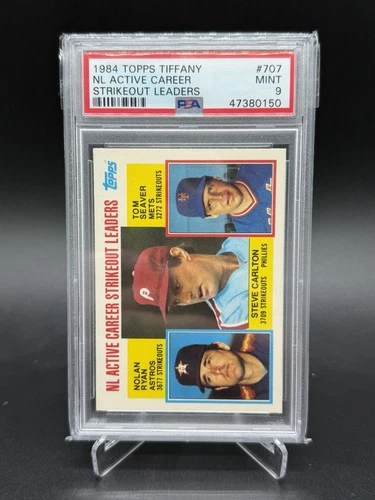 1984 TOPPS TIFFANY #707
NL ACTIVE CAREER MINT
STRIKEOUT LEADERS 9
PSA 47380150
Topps
NL ACTIVE CAREER STRIKEOUT LEADERS
TOM
SEAVER
METS
3272 STRIKEOUTS
STEVE CARLTON
3709 STRIKEOUTS PHILLIES
NOLAN
RYAN
ASTROS
3677 STRIKEOUTS